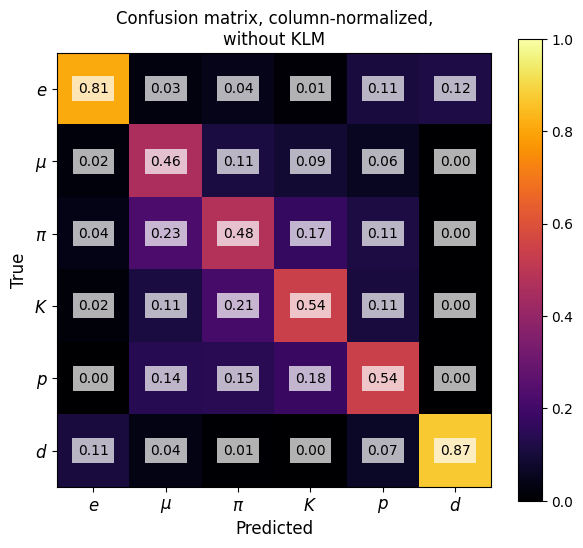 Confusion matrix, column-normalized,
without KLM
True
e 0.81 0.03 0.04 0.01 0.11 0.12
μ 0.02 0.46 0.11 0.09 0.06 0.00
π 0.04 0.23 0.48 0.17 0.11 0.00
K 0.02 0.11 0.21 0.54 0.11 0.00
p 0.00 0.14 0.15 0.18 0.54 0.00
d 0.11 0.04 0.01 0.00 0.07 0.87
e μ π K p d
Predicted
1.0
0.8
0.6
0.4
0.2
0.0